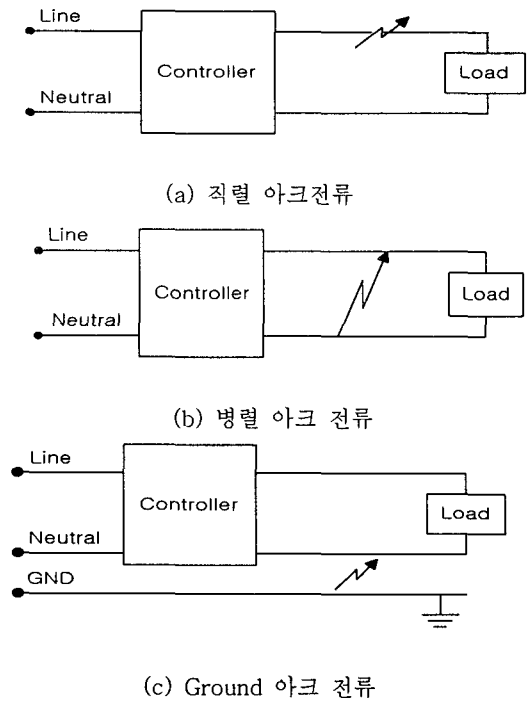 Line
Controller
Load
Neutral
(a) 직렬 아크전류
Line
Controller
Load
Neutral
(b) 병렬 아크 전류
Line
Controller
Load
Neutral
GND
(c) Ground 아크 전류